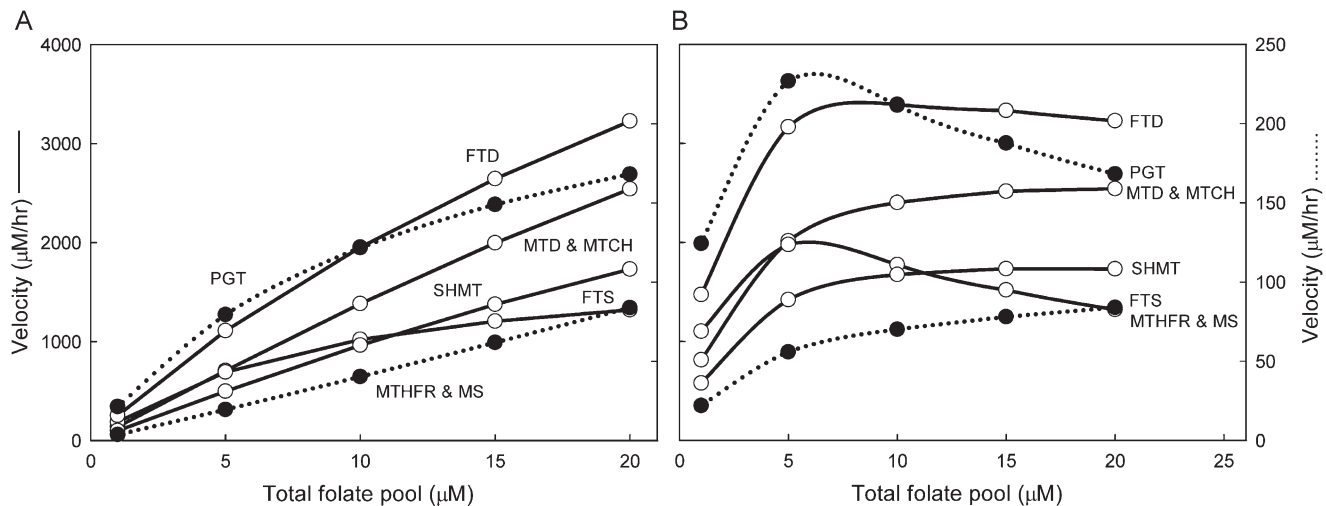 A
B
4000
3000
2000
1000
0
Velocity (μM/hr)
FTD
PGT
MTD & MTCH
SHMT
FTS
MTHFR & MS
0 5 10 15 20
Total folate pool (μM)
FTD
PGT
MTD & MTCH
SHMT
FTS
MTHFR & MS
250
200
150
100
50
0
Velocity (μM/hr)
0 5 10 15 20 25
Total folate pool (μM)